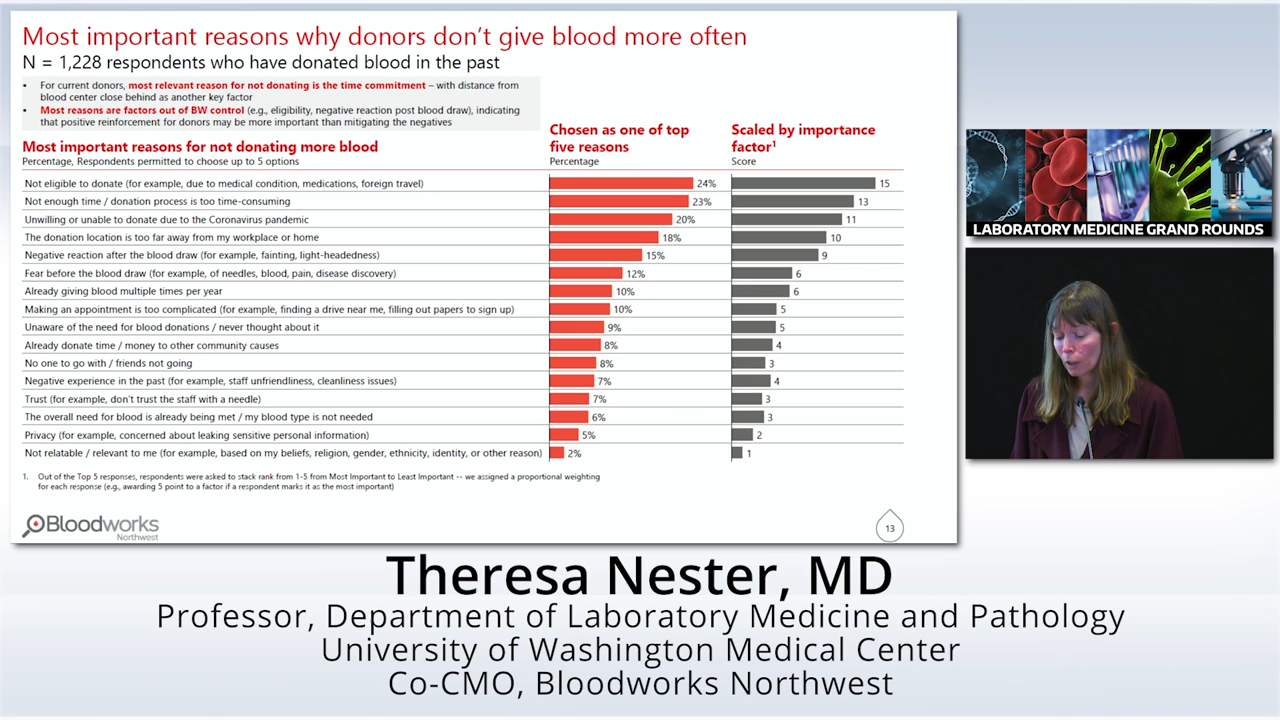 Most important reasons why donors don't give blood more often
N = 1,228 respondents who have donated blood in the past
• For current donors, most relevant reason for not donating is the time commitment – with distance from
blood center close behind as another key factor
• Most reasons are factors out of BW control (e.g., eligibility, negative reaction post blood draw), indicating
that positive reinforcement for donors may be more important than mitigating the negatives
Most important reasons for not donating more blood
Percentage, Respondents permitted to choose up to 5 options
Chosen as one of top
five reasons
Percentage
Scaled by importance
factor1
Score
Not eligible to donate (for example, due to medical condition, medications, foreign travel) 24% 15
Not enough time / donation process is too time-consuming 23% 13
Unwilling or unable to donate due to the Coronavirus pandemic 20% 11
The donation location is too far away from my workplace or home 18% 10
Negative reaction after the blood draw (for example, fainting, light-headedness) 15% 9
Fear before the blood draw (for example, of needles, blood, pain, disease discovery) 12% 6
Already giving blood multiple times per year 10% 6
Making an appointment is too complicated (for example, finding a drive near me, filling out papers to sign up) 10% 5
Unaware of the need for blood donations / never thought about it 9% 5
Already donate time / money to other community causes 8% 4
No one to go with / friends not going 8% 3
Negative experience in the past (for example, staff unfriendliness, cleanliness issues) 7% 4
Trust (for example, don't trust the staff with a needle) 7% 3
The overall need for blood is already being met / my blood type is not needed 6% 3
Privacy (for example, concerned about leaking sensitive personal information) 5% 2
Not relatable / relevant to me (for example, based on my beliefs, religion, gender, ethnicity, identity, or other reason) 2% 1
1. Out of the Top 5 responses, respondents were asked to stack rank from 1-5 from Most Important to Least Important -- we assigned a proportional weighting
for each response (e.g., awarding 5 point to a factor if a respondent marks it as the most important)
Bloodworks
Northwest
13
LABORATORY MEDICINE GRAND ROUNDS
Theresa Nester, MD
Professor, Department of Laboratory Medicine and Pathology
University of Washington Medical Center
Co-CMO, Bloodworks Northwest